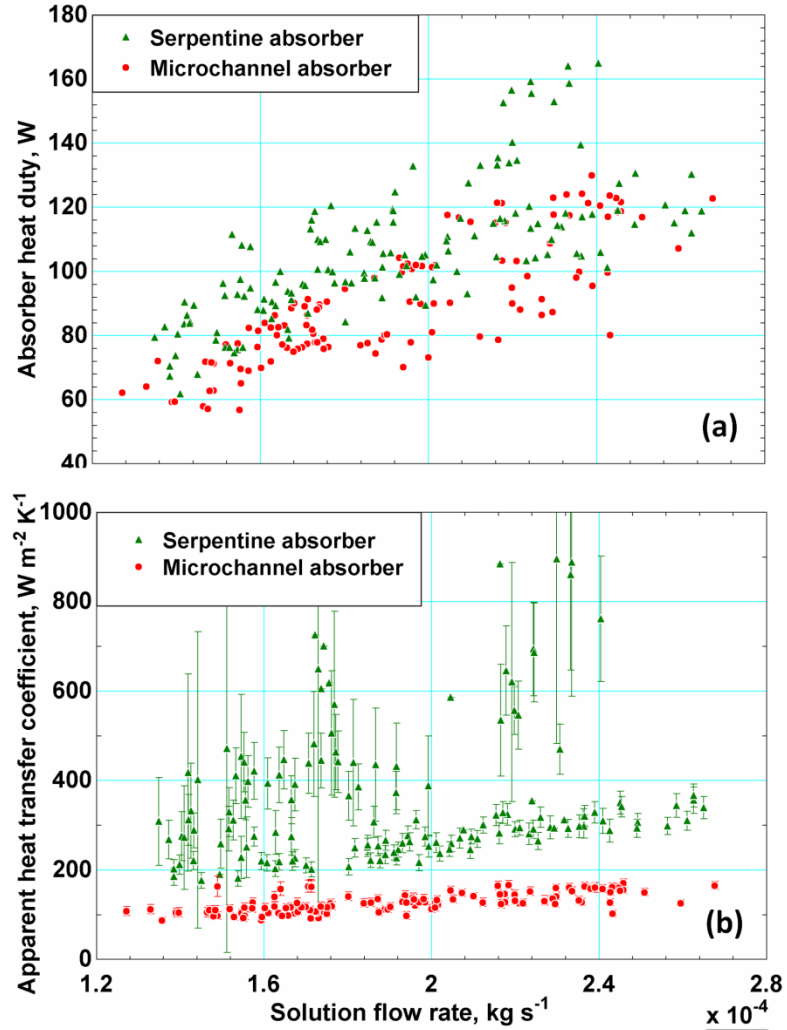 180
160
140
120
100
80
60
40
Absorber heat duty, W
Serpentine absorber
Microchannel absorber
(a)
1000
800
600
400
200
0
Apparent heat transfer coefficient, W m⁻² K⁻¹
Serpentine absorber
Microchannel absorber
(b)
1.2 1.6 2 2.4 2.8
Solution flow rate, kg s⁻¹
x 10⁻⁴